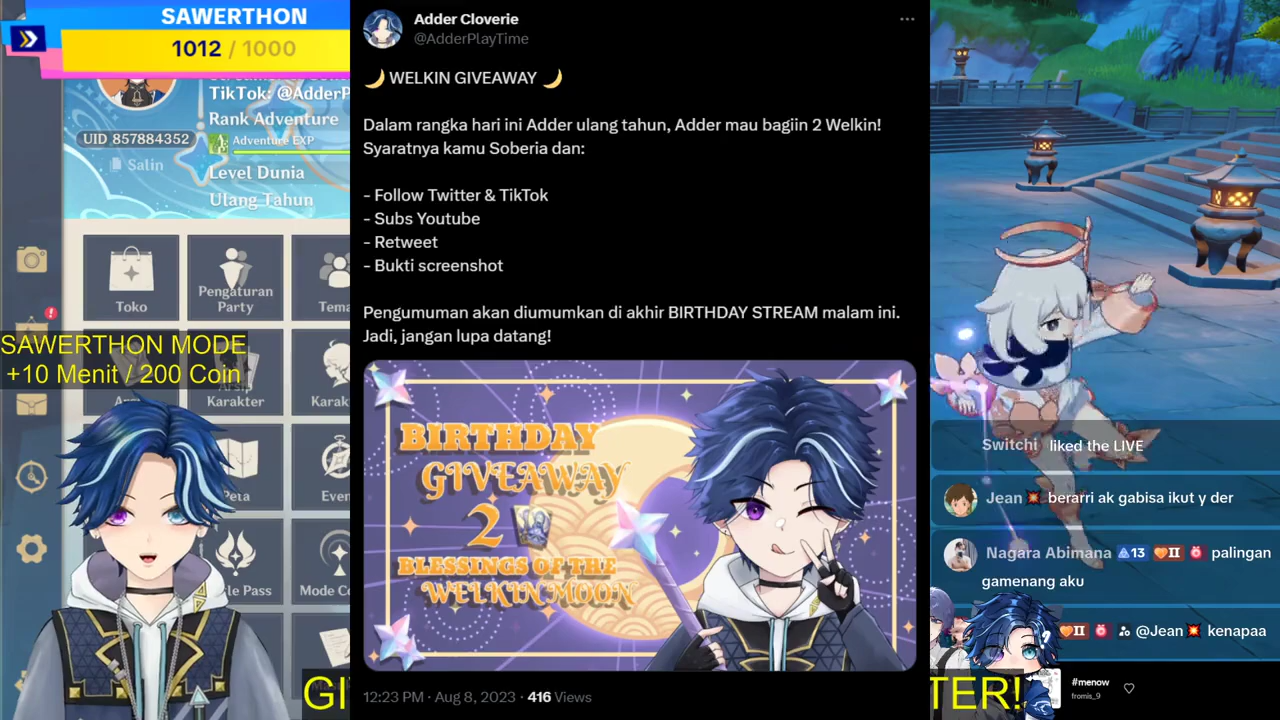 SAWERTHON
1012 / 1000
TikTok: @AdderP
Rank Adventure
UID 857884352
Adventure EXP
Salin
Level Dunia
Ulang Tahun
Toko
Pengaturan
Party
Tema
SAWERTHON MODE
+10 Menit / 200 Coin
Arsip
Karakter
Karak
Peta
Even
le Pass
Mode Co
GI
Adder Cloverie
@AdderPlayTime
🌙 WELKIN GIVEAWAY 🌙
Dalam rangka hari ini Adder ulang tahun, Adder mau bagiin 2 Welkin!
Syaratnya kamu Soberia dan:
- Follow Twitter & TikTok
- Subs Youtube
- Retweet
- Bukti screenshot
Pengumuman akan diumumkan di akhir BIRTHDAY STREAM malam ini.
Jadi, jangan lupa datang!
BIRTHDAY
GIVEAWAY
2
BLESSINGS OF THE
WELKIN MOON
12:23 PM · Aug 8, 2023 · 416 Views
Switchi liked the LIVE
Jean💥 berarri ak gabisa ikut y der
Nagara Abimana 13 II palingan
gamenang aku
II @Jean💥 kenapaa
TER!
#menow
fromis_9